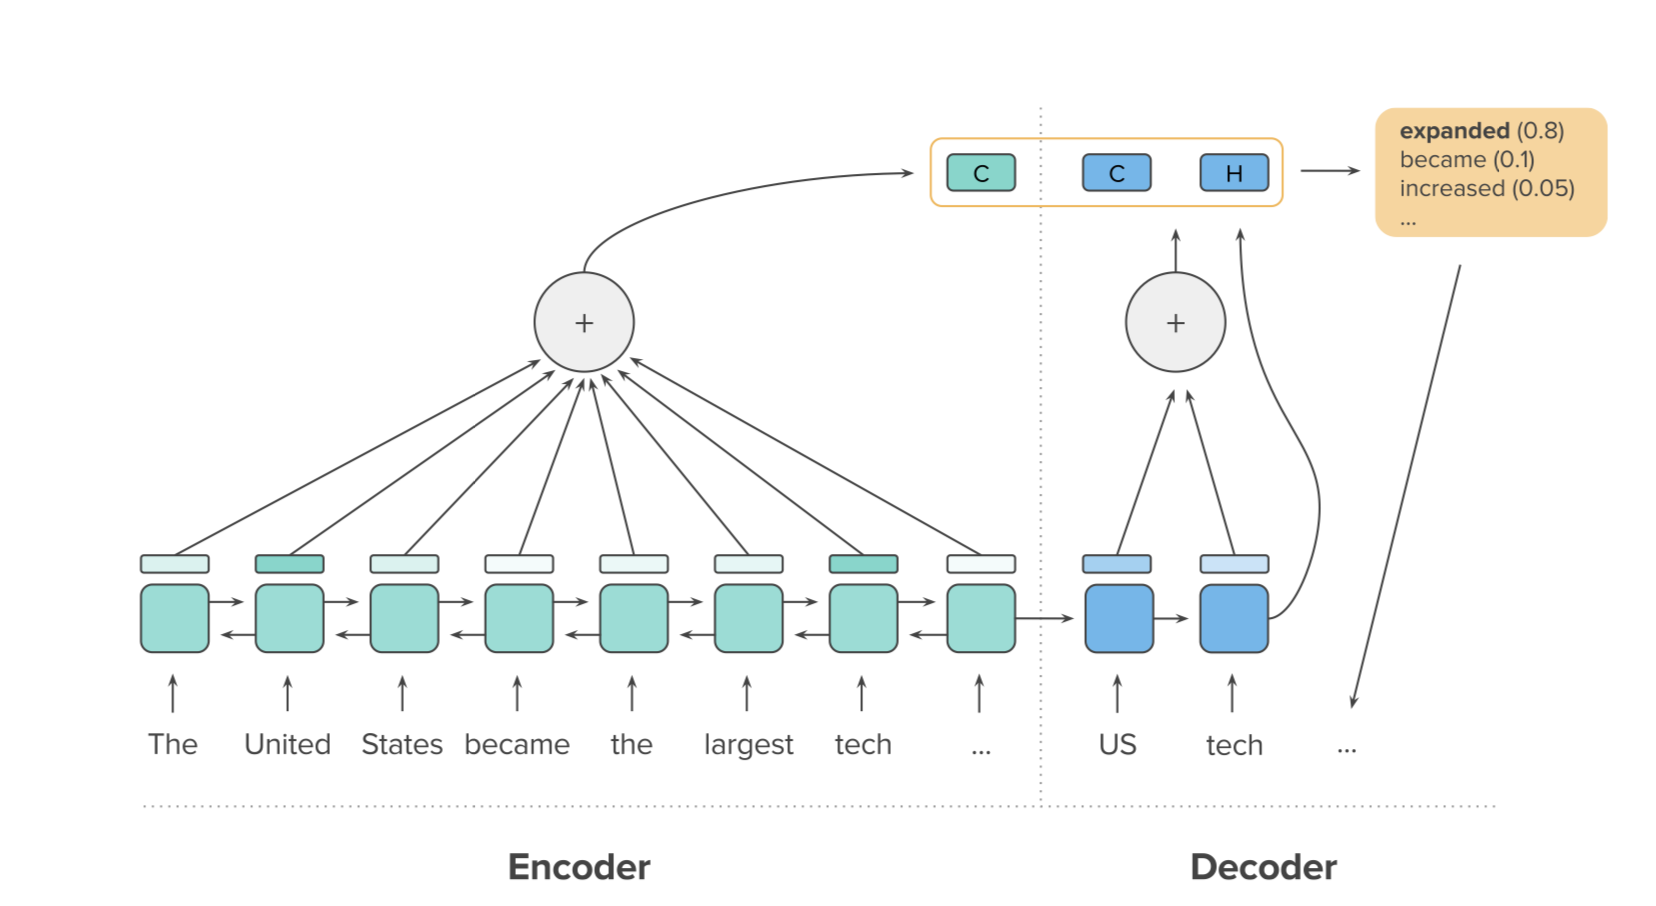 expanded (0.8)
became (0.1)
increased (0.05)
...
C C H
+ +
The United States became the largest tech ... US tech ...
Encoder Decoder